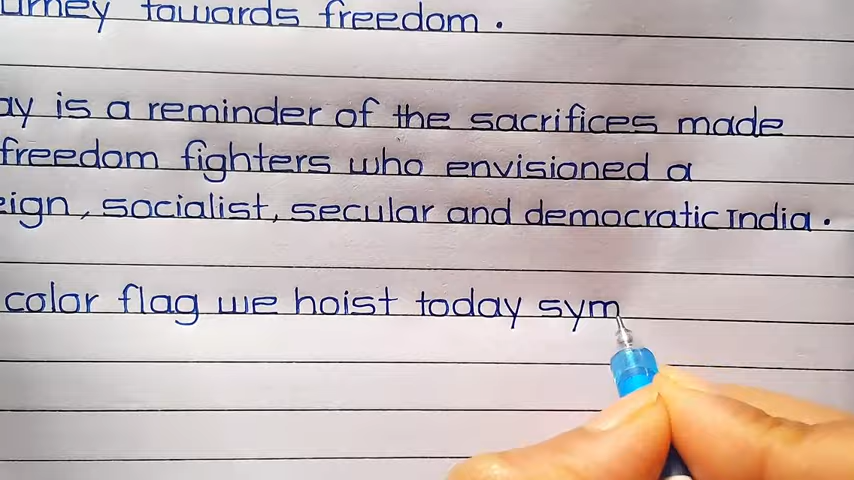 urney towards freedom.
ay is a reminder of the sacrifices made
freedom fighters who envisioned a
eign, socialist, secular and democratic India.
color flag we hoist today sym